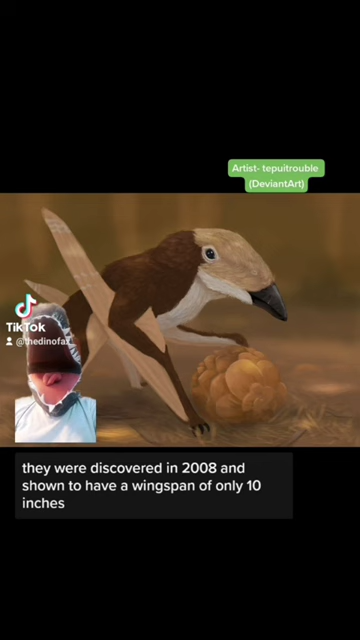 Artist- tepuitrouble
(DeviantArt)
TikTok
@thedinofax
they were discovered in 2008 and
shown to have a wingspan of only 10
inches